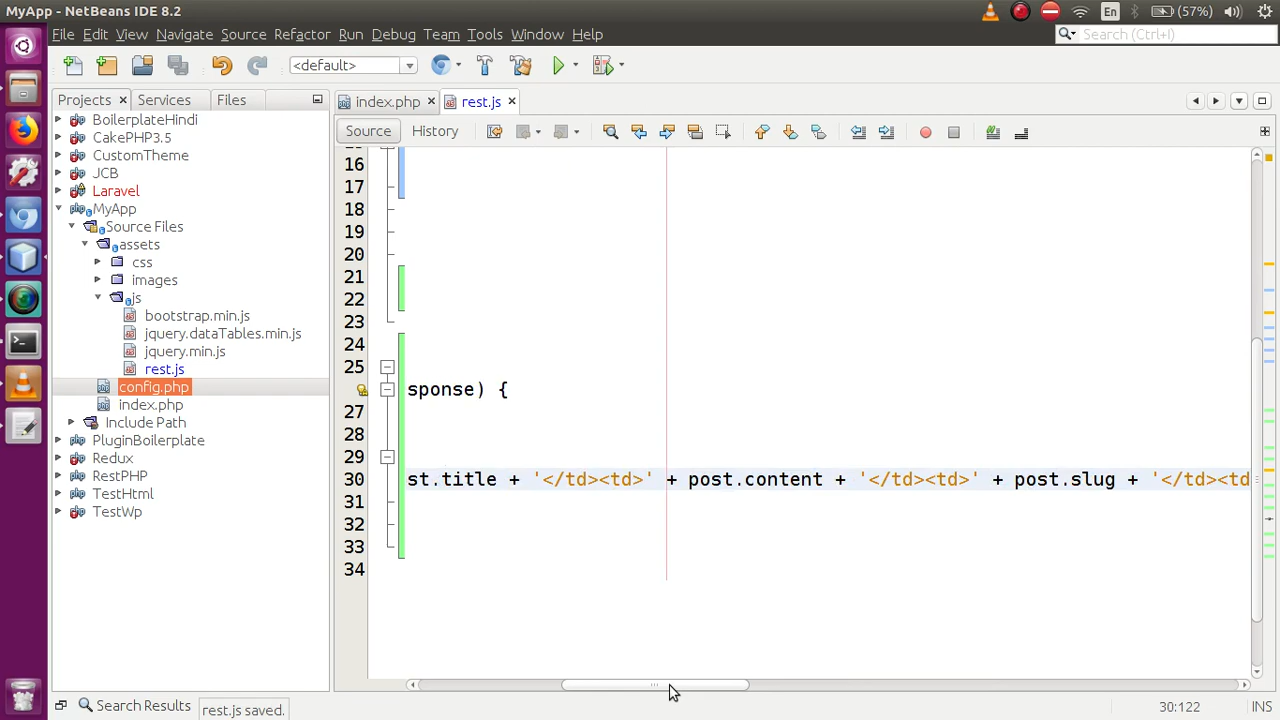 MyApp - NetBeans IDE 8.2
En
(57%)
File Edit View Navigate Source Refactor Run Debug Team Tools Window Help
Search (Ctrl+I)
<default>
Projects Services Files
index.php rest.js
Source History
BoilerplateHindi
CakePHP3.5
CustomTheme
JCB
Laravel
MyApp
Source Files
assets
css
images
js
bootstrap.min.js
jquery.dataTables.min.js
jquery.min.js
rest.js
config.php
index.php
Include Path
PluginBoilerplate
Redux
RestPHP
TestHtml
TestWp
16
17
18
19
20
21
22
23
24
25
sponse) {
27
28
29
30 st.title + '</td><td>' + post.content + '</td><td>' + post.slug + '</td><td
31
32
33
34
Search Results
rest.js saved.
30:122 INS